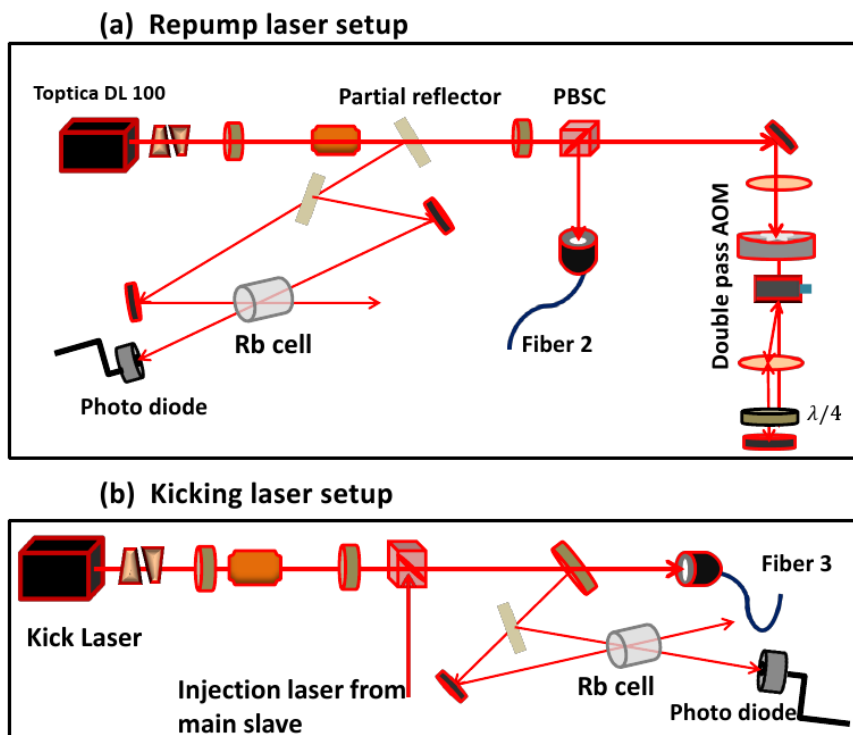 (a) Repump laser setup
Toptica DL 100
Partial reflector
PBSC
Double pass AOM
Rb cell
Fiber 2
Photo diode
λ/4
(b) Kicking laser setup
Fiber 3
Kick Laser
Injection laser from
main slave
Rb cell
Photo diode